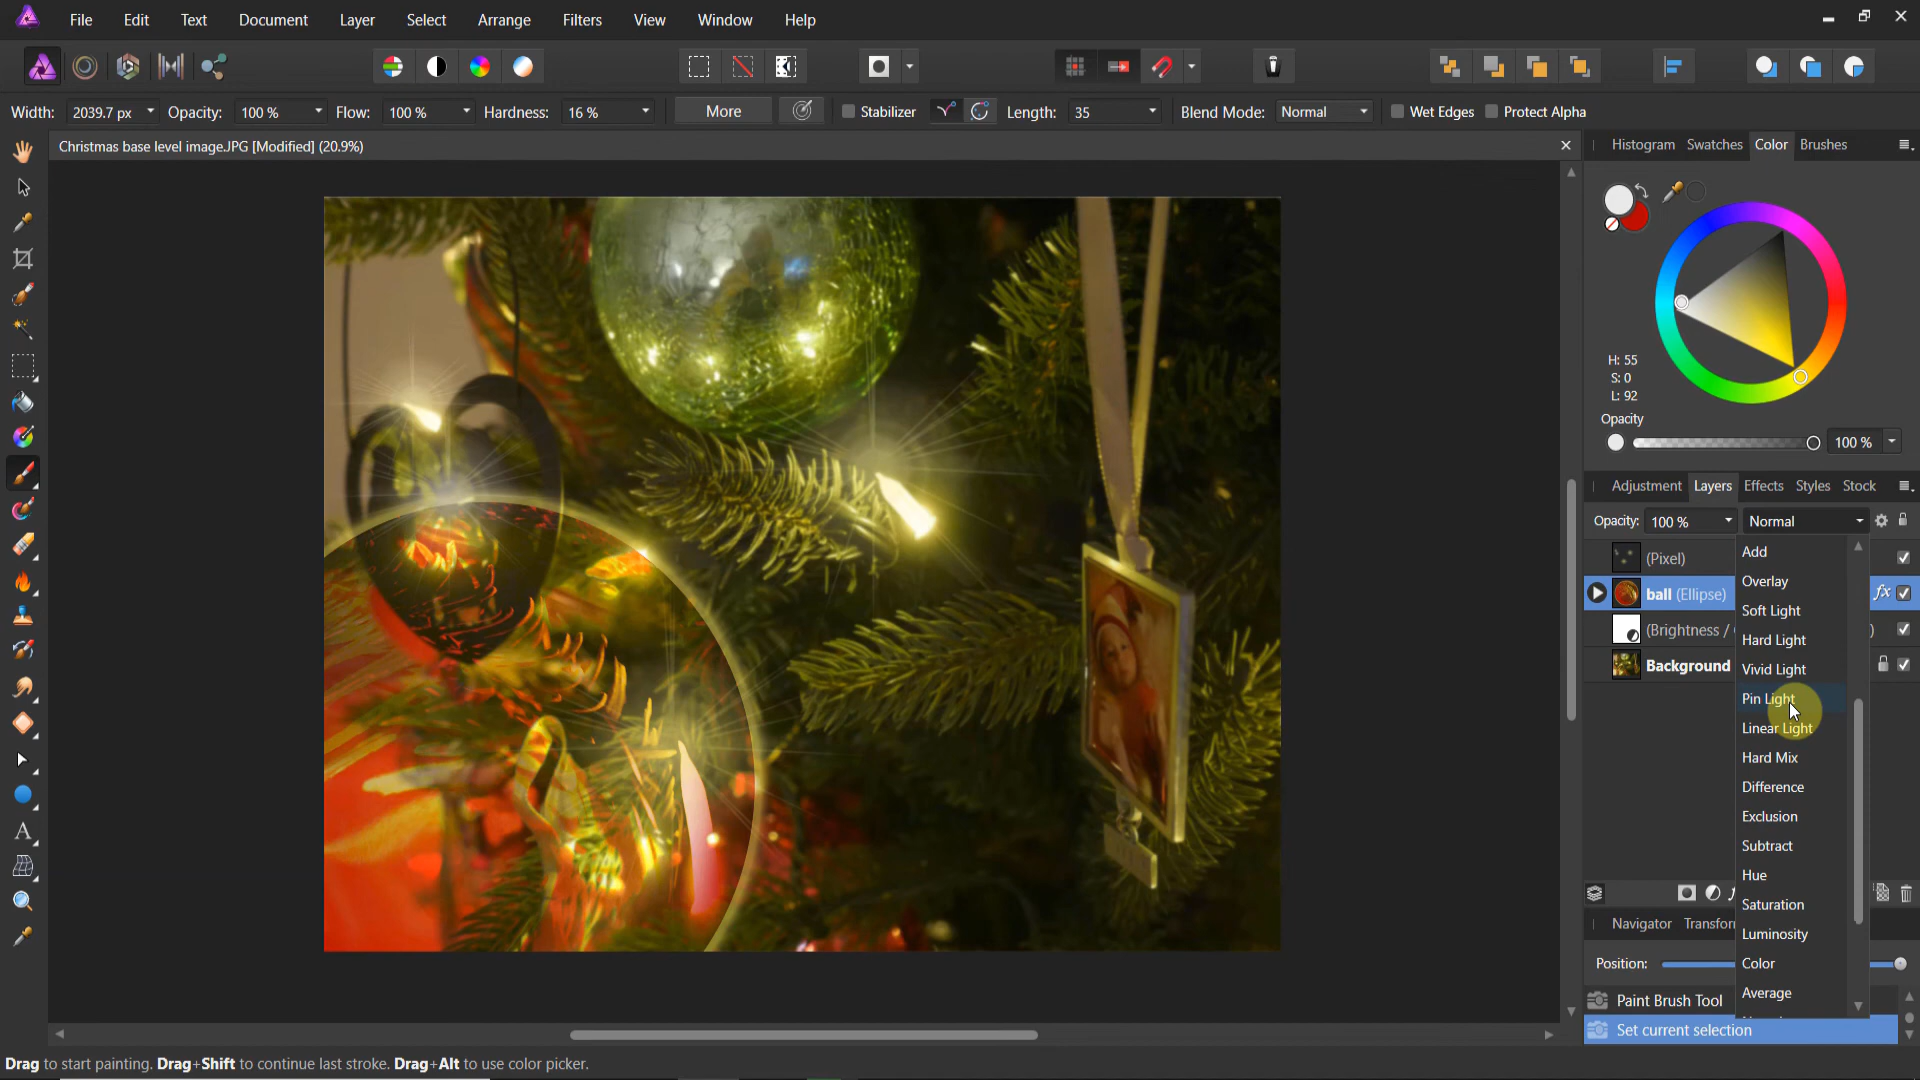 File Edit Text Document Layer Select Arrange Filters View Window Help
Width: 2039.7 px Opacity: 100 % Flow: 100 % Hardness: 16 % More Stabilizer Length: 35 Blend Mode: Normal Wet Edges Protect Alpha
Christmas base level image.JPG [Modified] (20.9%)
Histogram Swatches Color Brushes
H: 55
S: 0
L: 92
Opacity
100 %
Adjustment Layers Effects Styles Stock
Opacity: 100 % Normal
(Pixel)
ball (Ellipse) fx
(Brightness /
Background
Add
Overlay
Soft Light
Hard Light
Vivid Light
Pin Light
Linear Light
Hard Mix
Difference
Exclusion
Subtract
Hue
Saturation
Luminosity
Color
Average
Navigator
Position:
Paint Brush Tool
Set current selection
Drag to start painting. Drag+Shift to continue last stroke. Drag+Alt to use color picker.